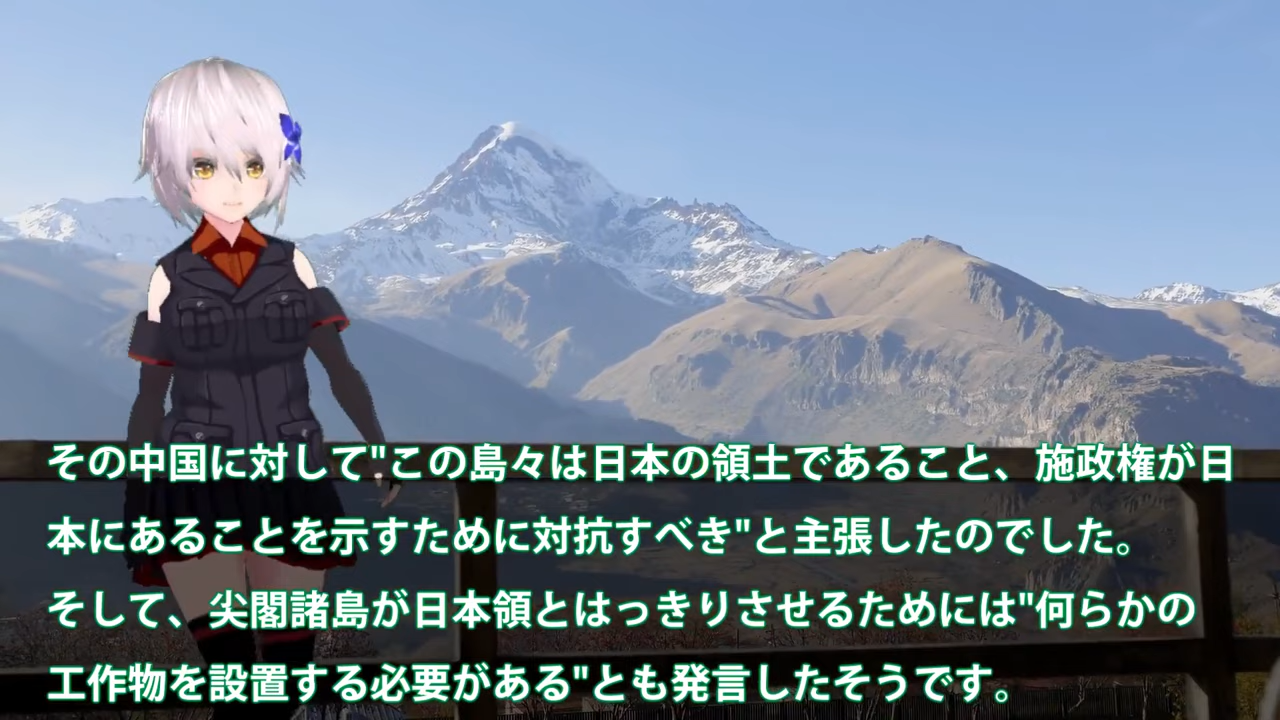 その中国に対して"この島々は日本の領土であること、施政権が日
本にあることを示すために対抗すべき"と主張したのでした。
そして、尖閣諸島が日本領とはっきりさせるためには"何らかの
工作物を設置する必要がある"とも発言したそうです。